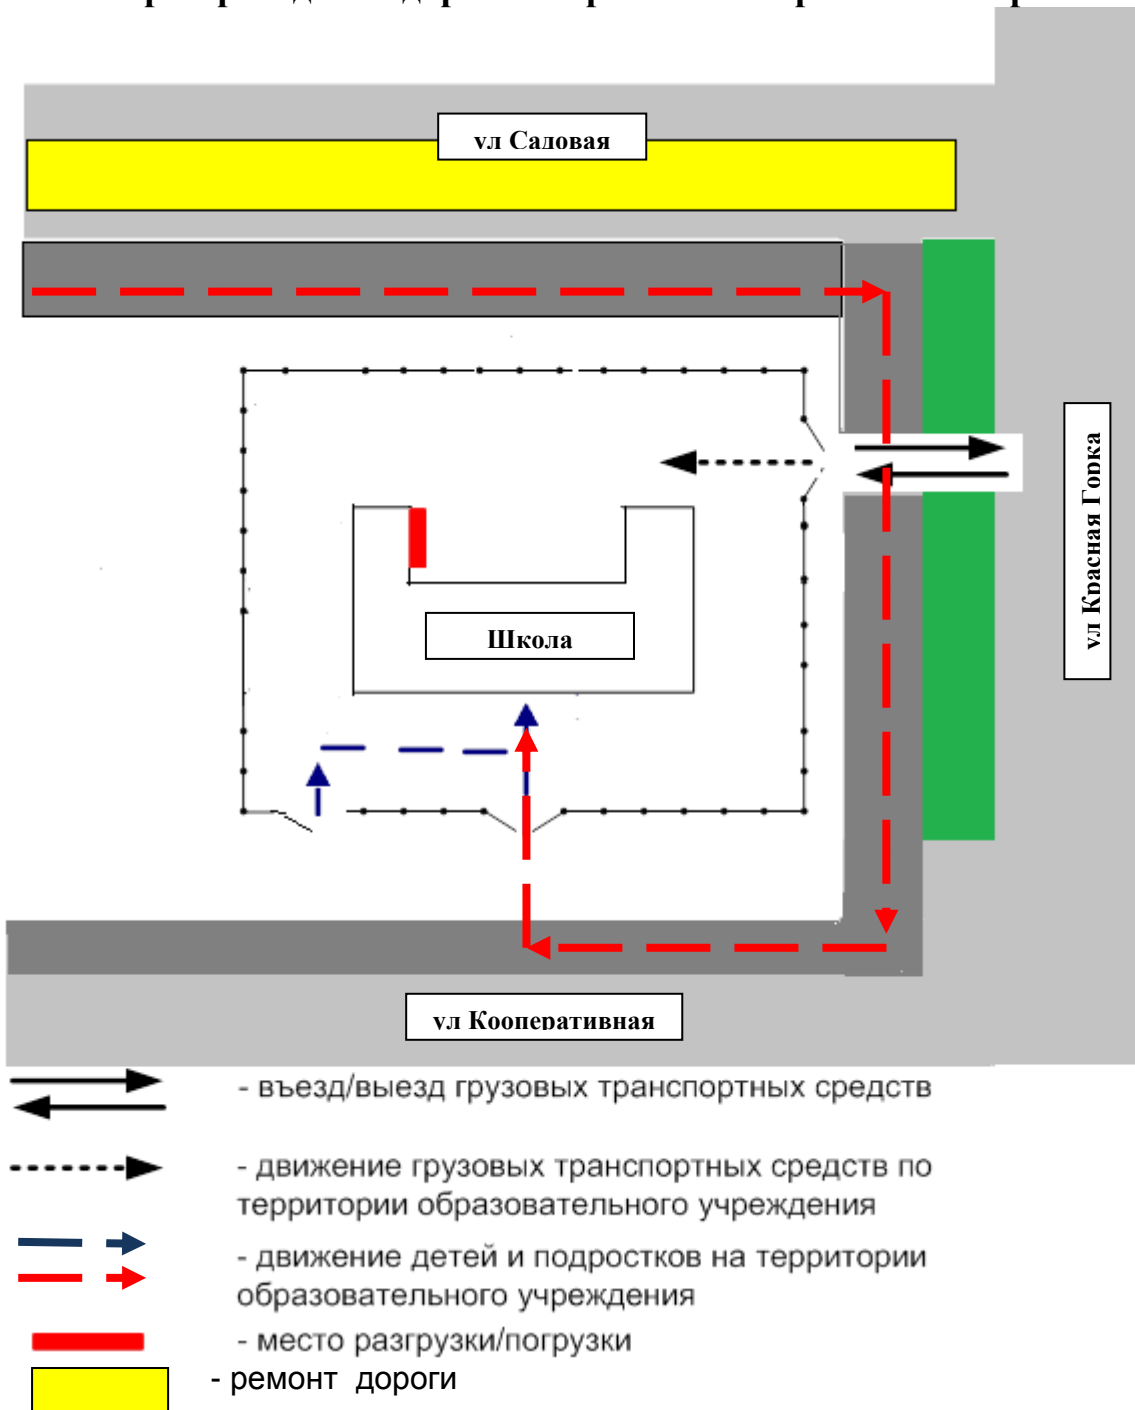 ул Садовая
ул Красная Горка
Школа
ул Кооперативная
- въезд/выезд грузовых транспортных средств
- движение грузовых транспортных средств по
территории образовательного учреждения
- движение детей и подростков на территории
образовательного учреждения
- место разгрузки/погрузки
- ремонт дороги